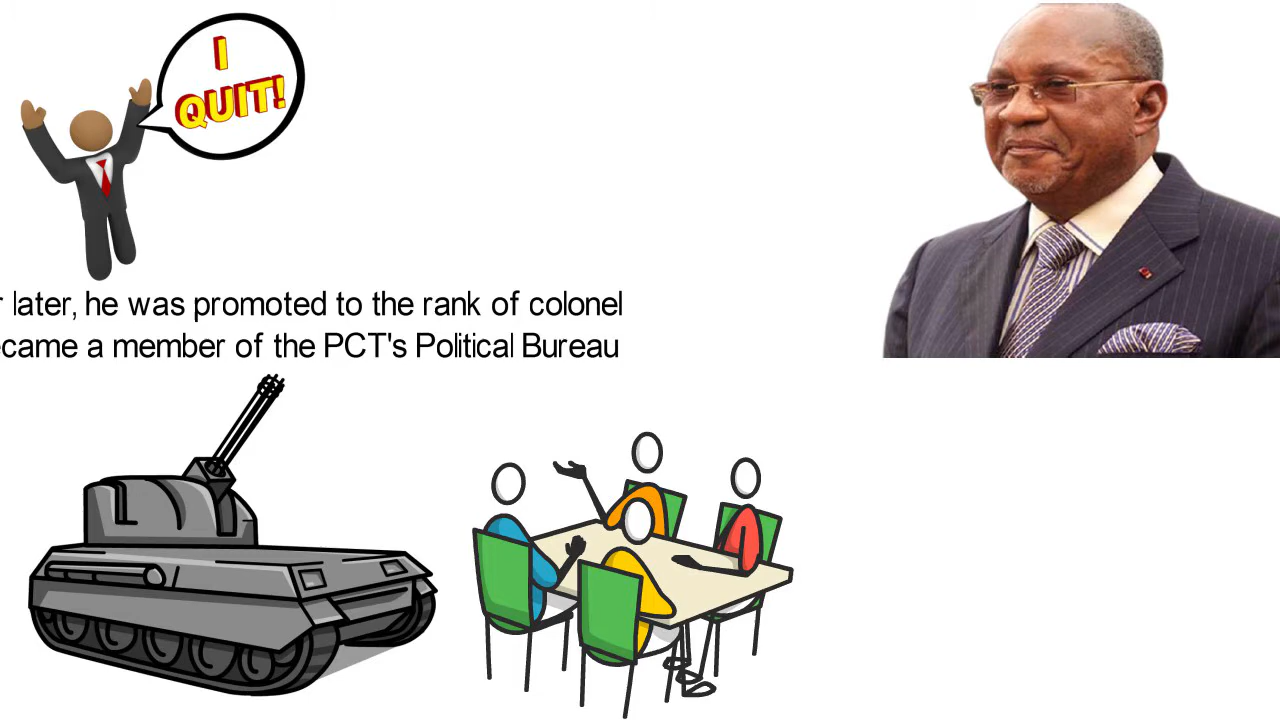 I
QUIT!
later, he was promoted to the rank of colonel
a member of the PCT's Political Bureau